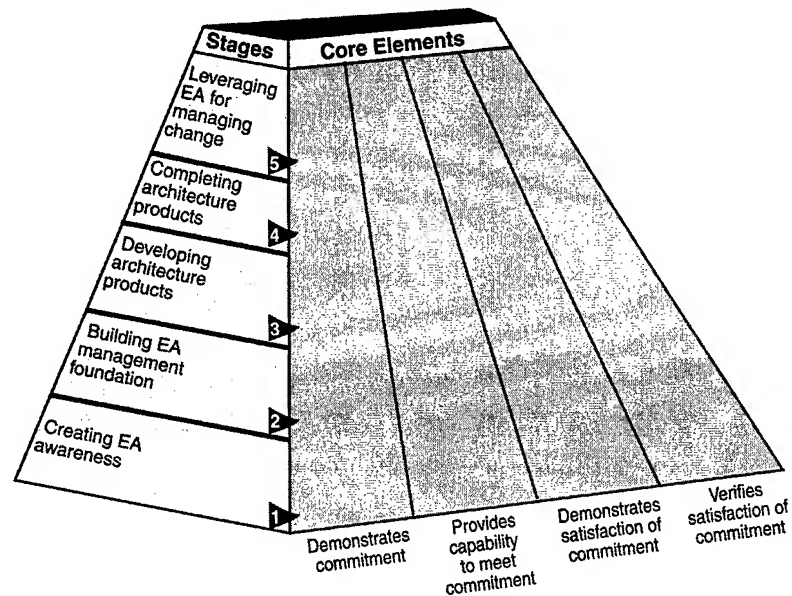 Stages
Core Elements
Leveraging
EA for
managing
change
5
Completing
architecture
products
4
Developing
architecture
products
3
Building EA
management
foundation
2
Creating EA
awareness
1
Demonstrates
commitment
Provides
capability
to meet
commitment
Demonstrates
satisfaction of
commitment
Verifies
satisfaction of
commitment